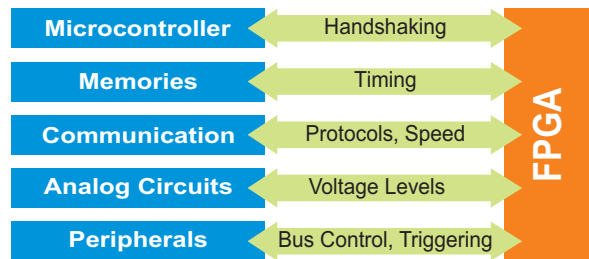 Microcontroller Handshaking
Memories Timing
Communication Protocols, Speed
Analog Circuits Voltage Levels
Peripherals Bus Control, Triggering
FPGA